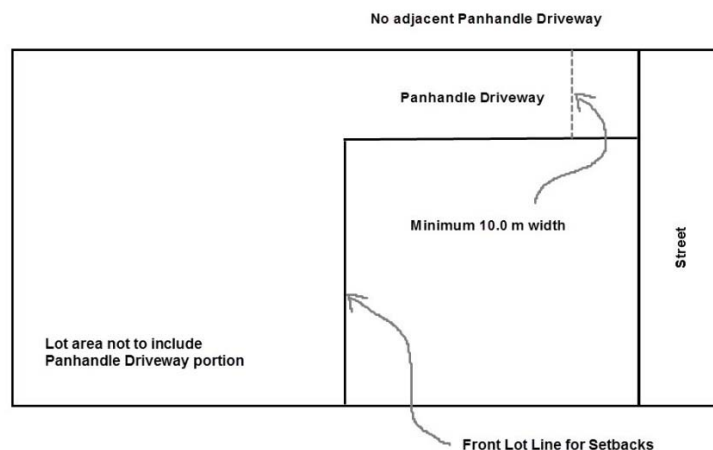 No adjacent Panhandle Driveway
Panhandle Driveway
Minimum 10.0 m width
Street
Lot area not to include
Panhandle Driveway portion
Front Lot Line for Setbacks